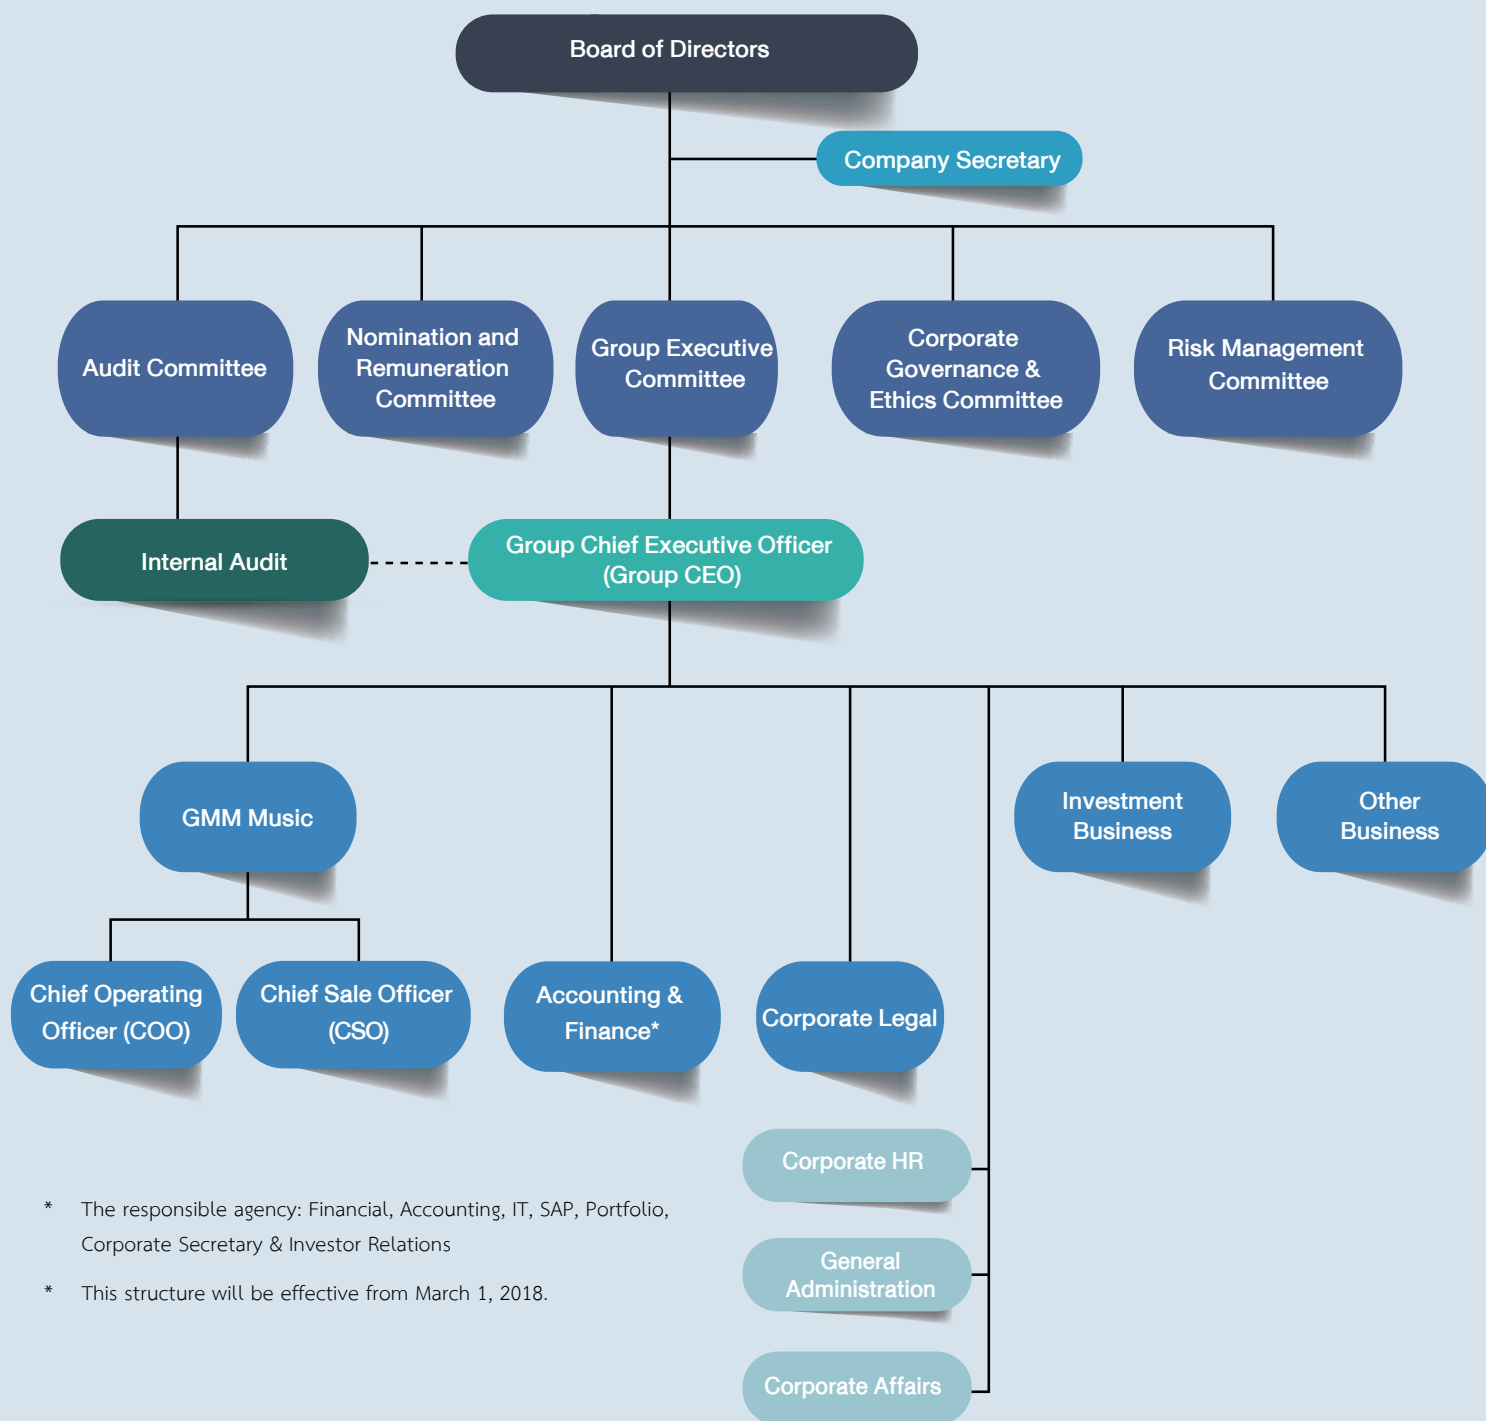 Board of Directors
Company Secretary
Audit Committee
Nomination and
Remuneration
Committee
Group Executive
Committee
Corporate
Governance &
Ethics Committee
Risk Management
Committee
Internal Audit
Group Chief Executive Officer
(Group CEO)
GMM Music
Investment
Business
Other
Business
Chief Operating
Officer (COO)
Chief Sale Officer
(CSO)
Accounting &
Finance*
Corporate Legal
Corporate HR
General
Administration
Corporate Affairs
* The responsible agency: Financial, Accounting, IT, SAP, Portfolio,
Corporate Secretary & Investor Relations
* This structure will be effective from March 1, 2018.